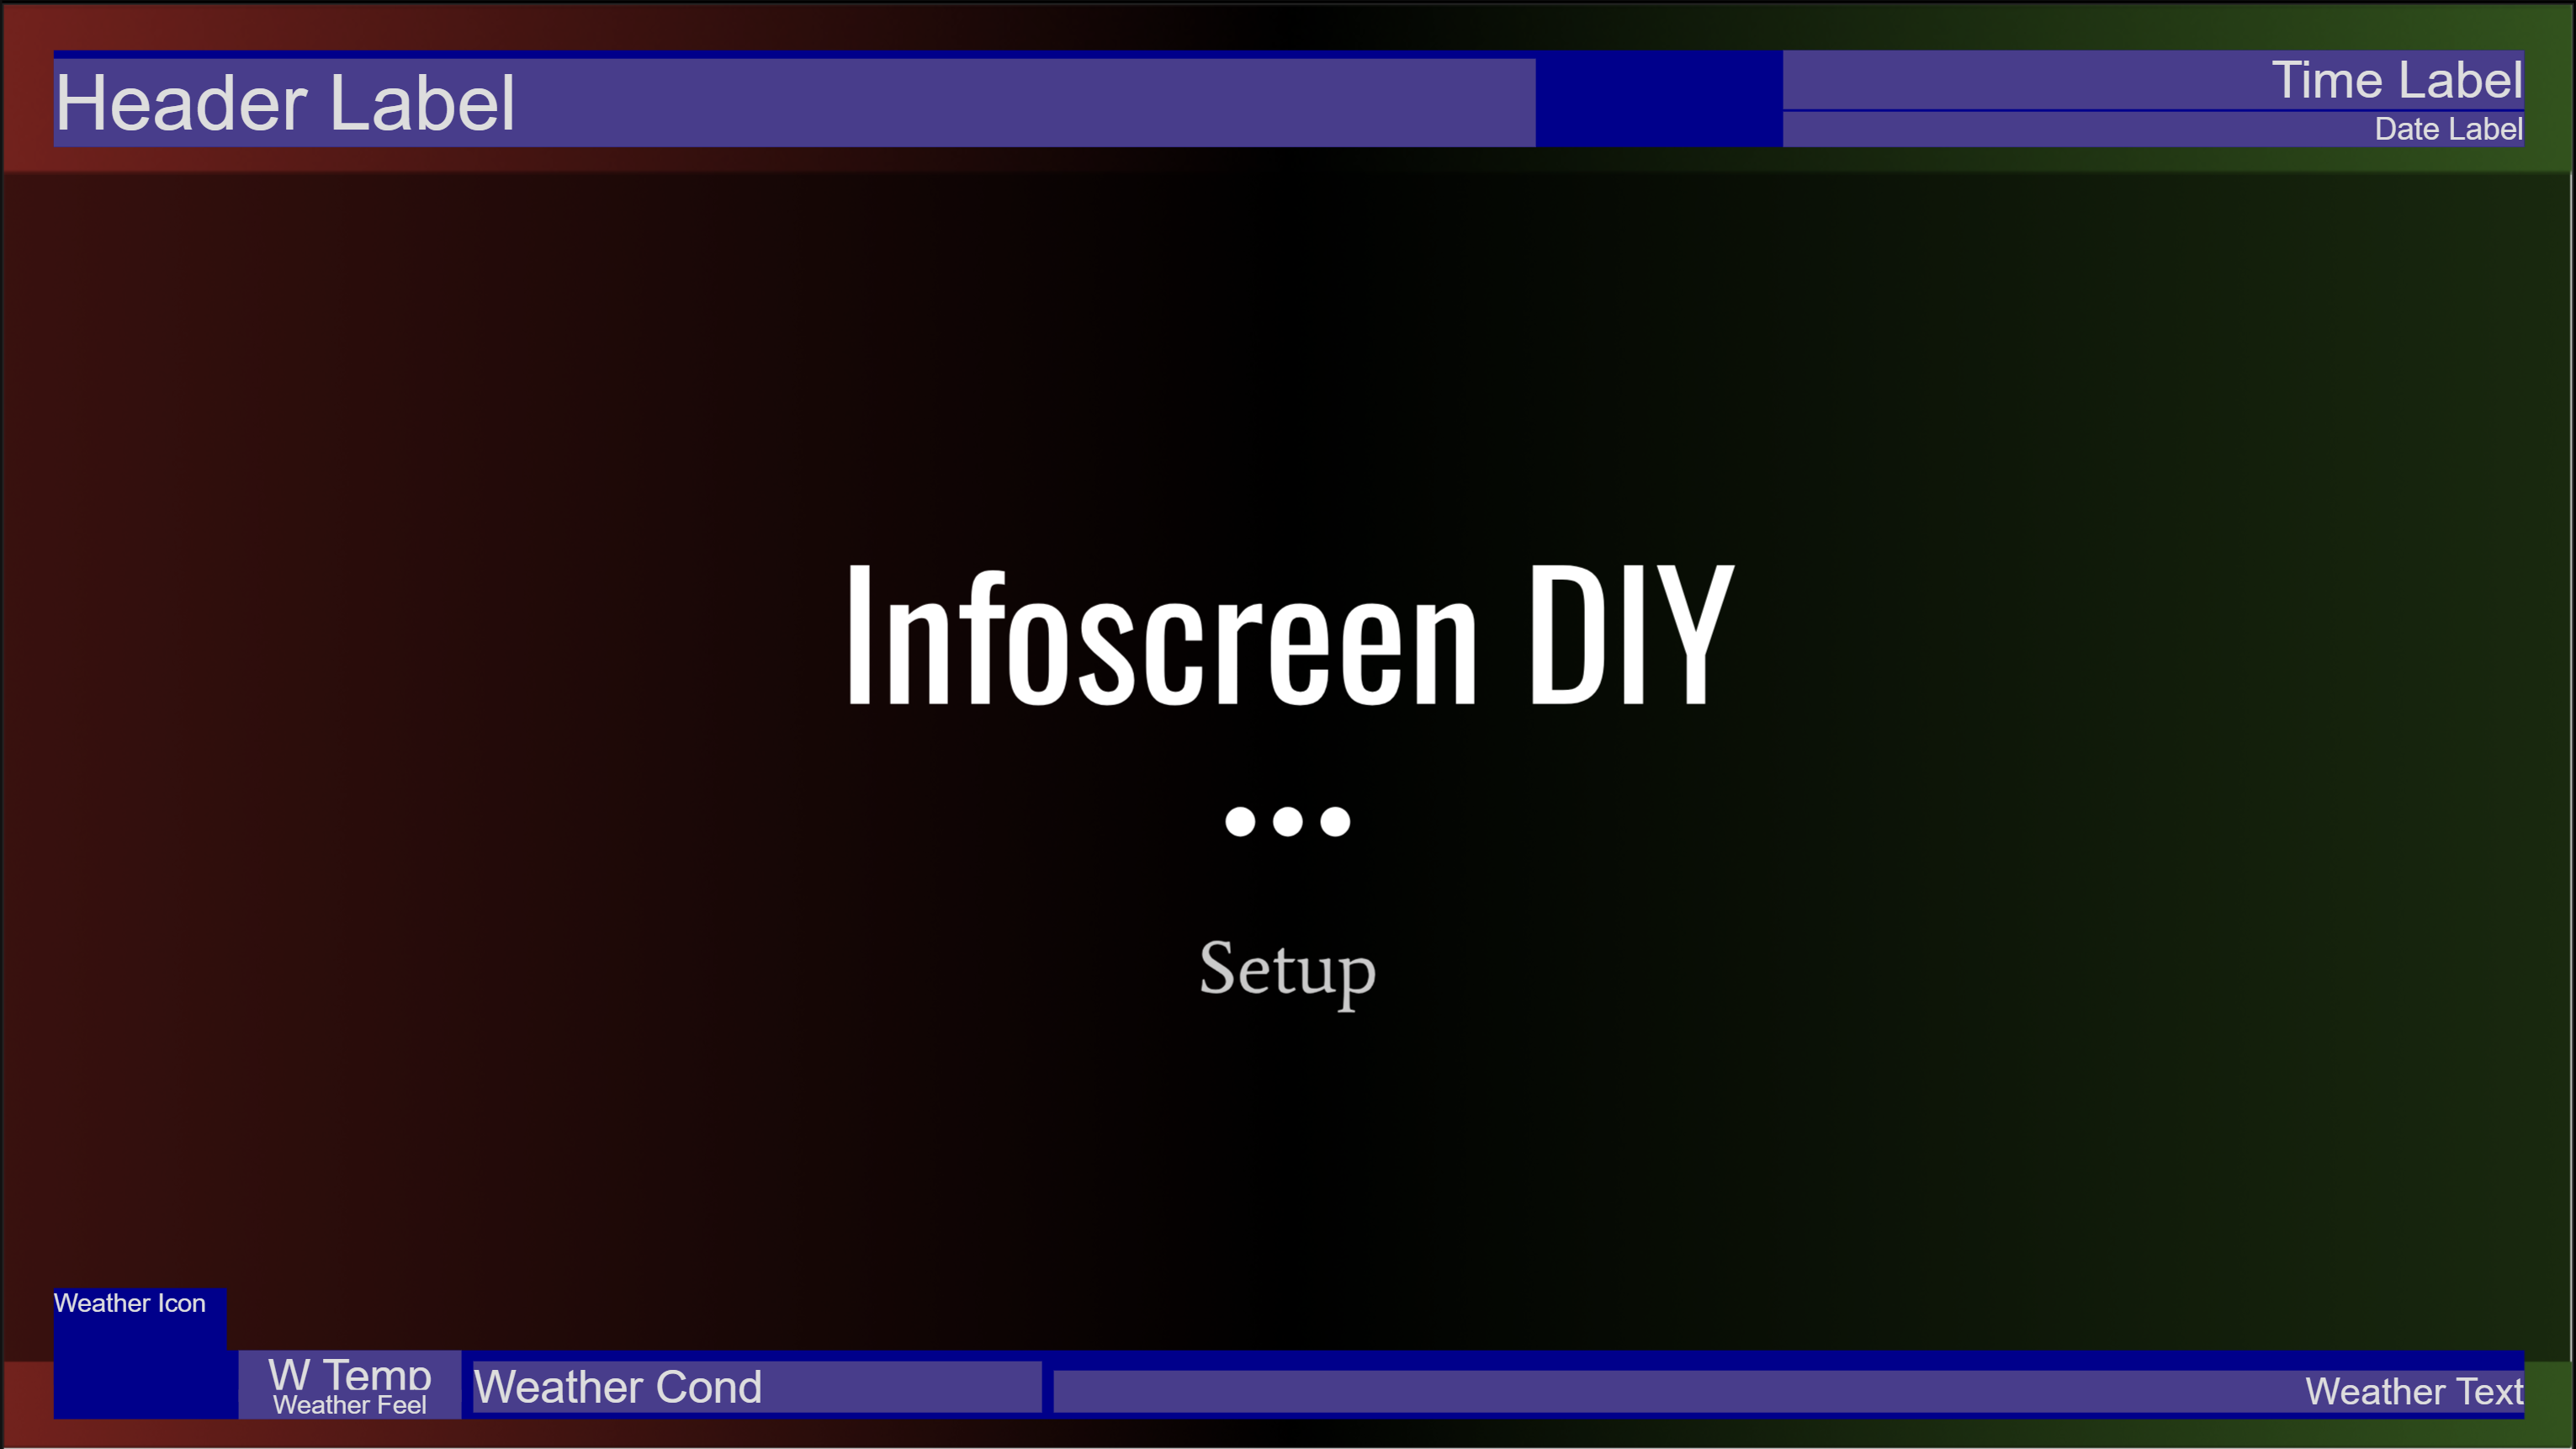 Header Label
Time Label
Date Label
Infoscreen DIY
Setup
Weather Icon
W Temp
Weather Feel
Weather Cond
Weather Text